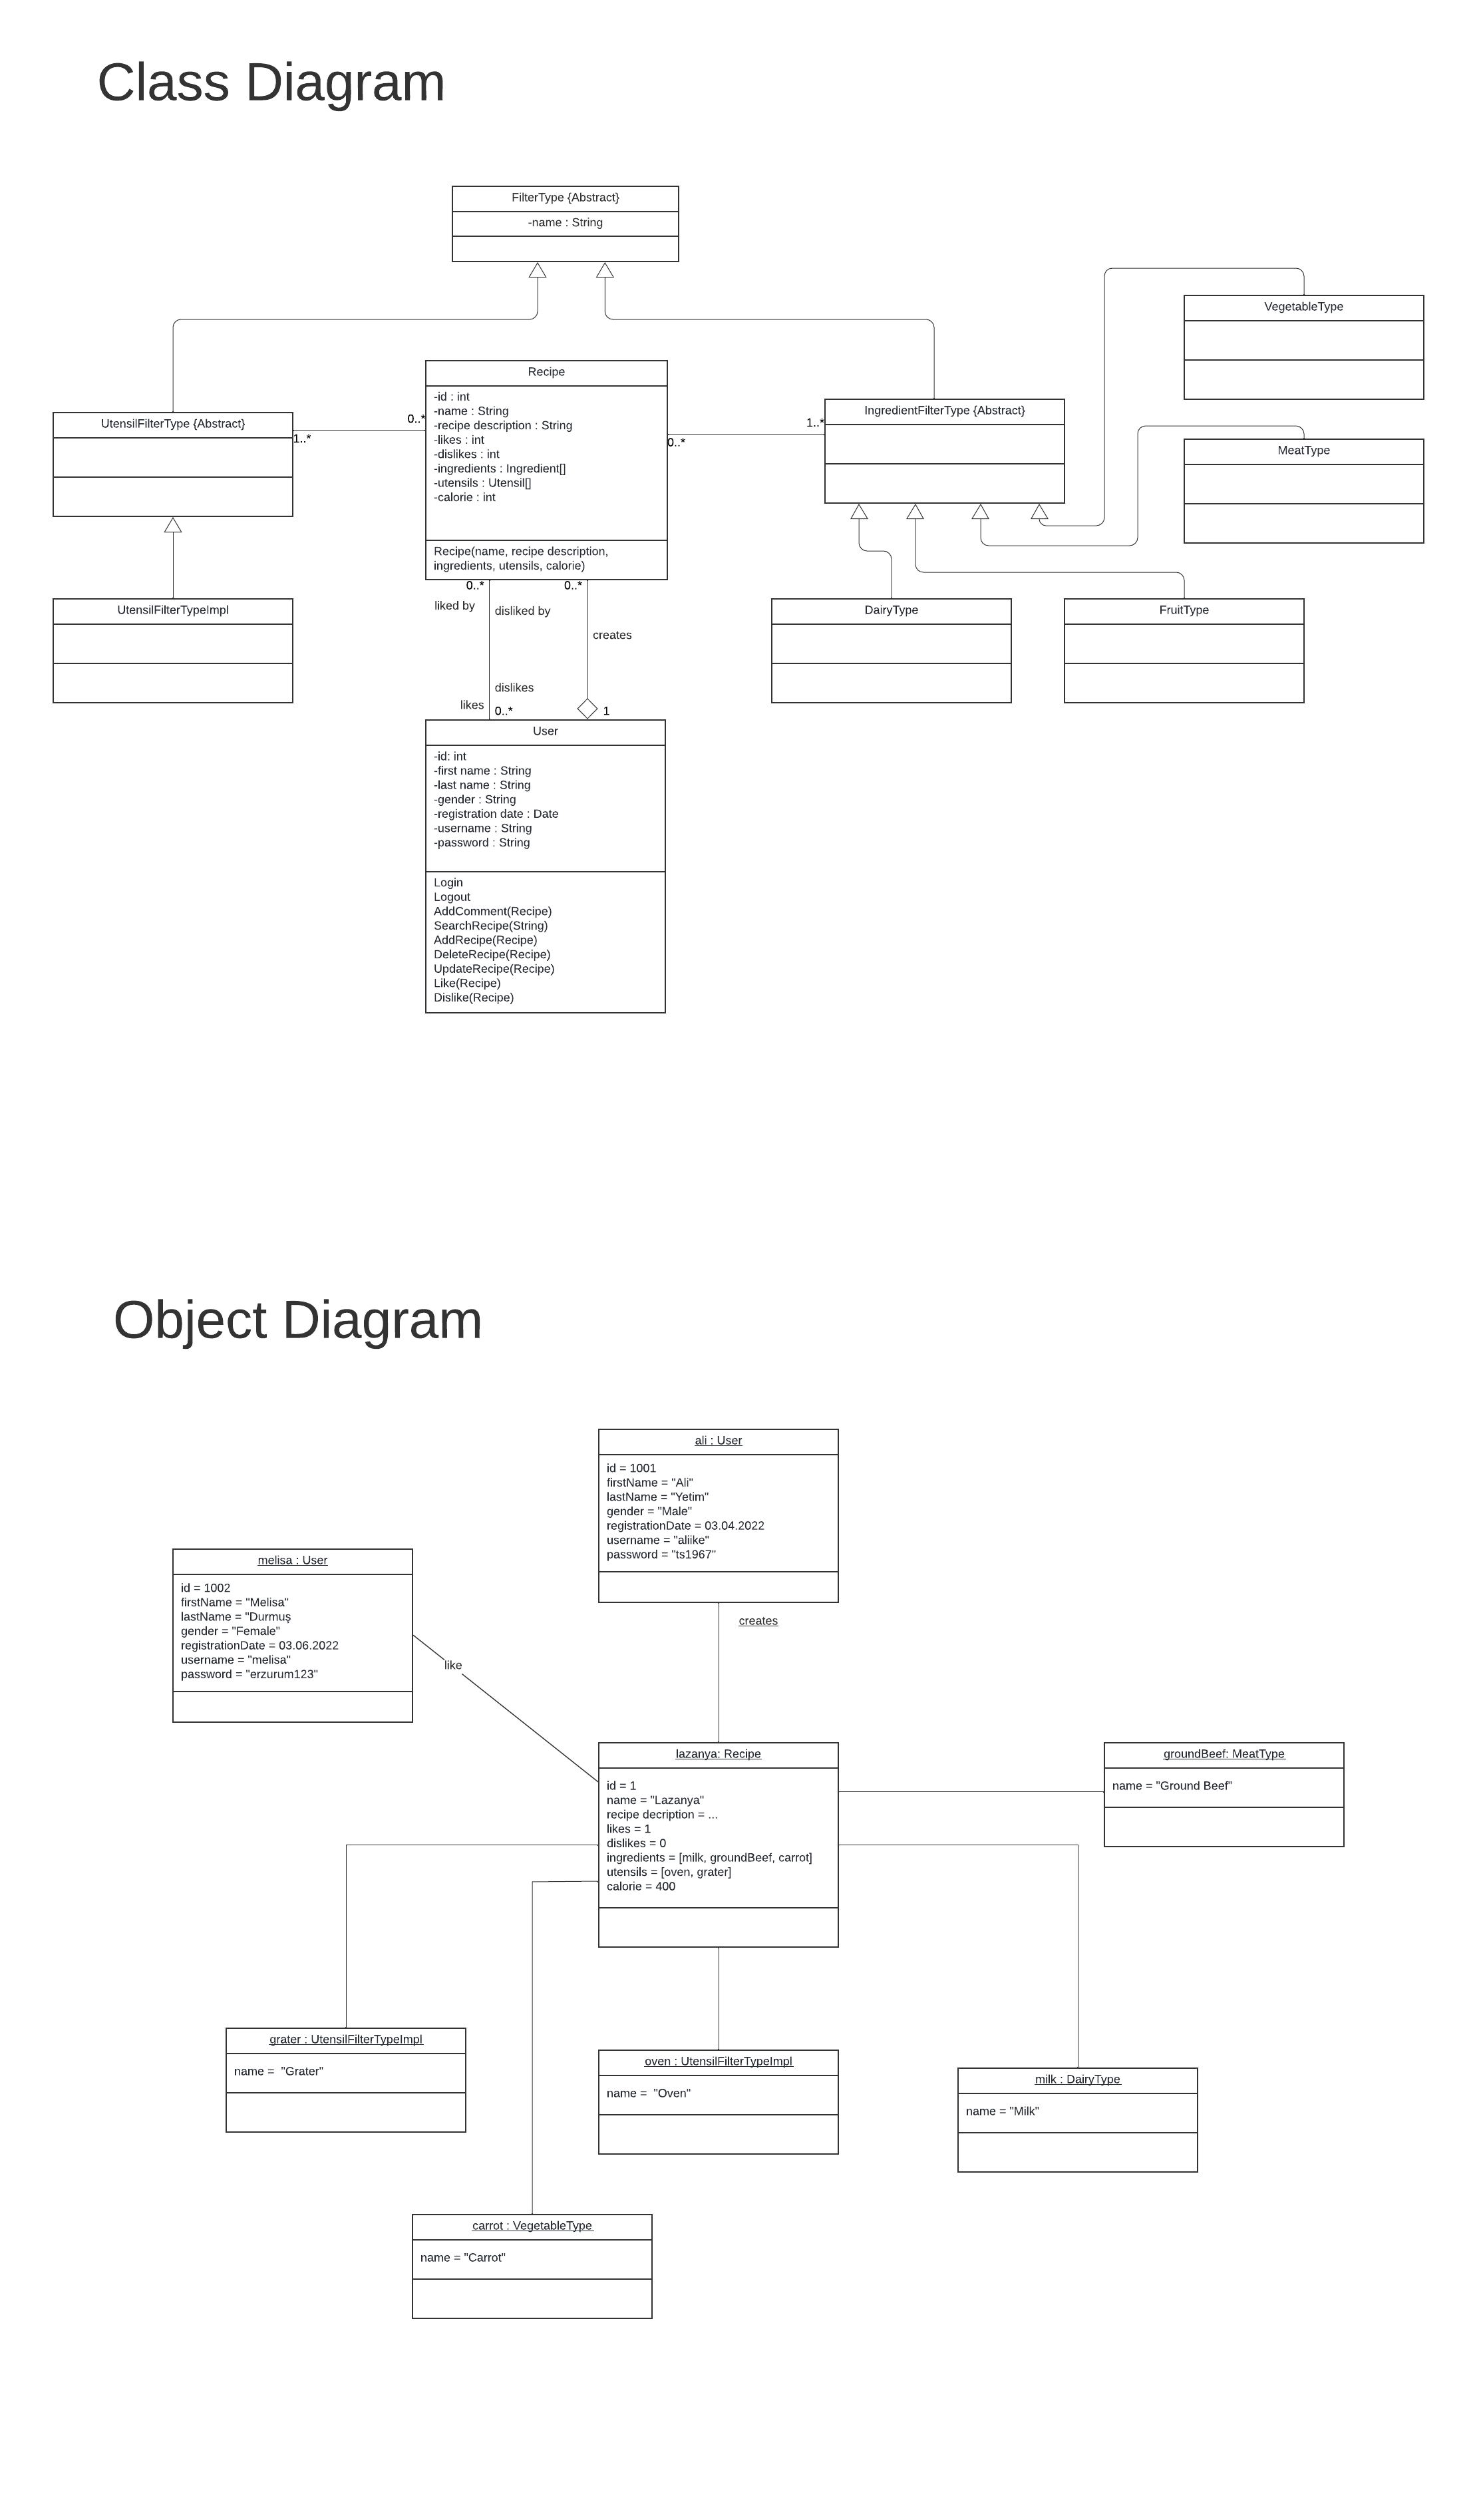 Class Diagram
FilterType {Abstract}
-name : String
VegetableType
Recipe
-id : int
-name : String
-recipe description : String
-likes : int
-dislikes : int
-ingredients : Ingredient[]
-utensils : Utensil[]
-calorie : int
Recipe(name, recipe description,
ingredients, utensils, calorie)
UtensilFilterType {Abstract}
0..*
1..*
IngredientFilterType {Abstract}
1..*
0..*
MeatType
UtensilFilterTypeImpl
DairyType
FruitType
0..*
0..*
liked by
disliked by
creates
dislikes
likes
0..*
1
User
-id: int
-first name : String
-last name : String
-gender : String
-registration date : Date
-username : String
-password : String
Login
Logout
AddComment(Recipe)
SearchRecipe(String)
AddRecipe(Recipe)
DeleteRecipe(Recipe)
UpdateRecipe(Recipe)
Like(Recipe)
Dislike(Recipe)
Object Diagram
ali : User
id = 1001
firstName = "Ali"
lastName = "Yetim"
gender = "Male"
registrationDate = 03.04.2022
username = "aliike"
password = "ts1967"
melisa : User
id = 1002
firstName = "Melisa"
lastName = "Durmuş
gender = "Female"
registrationDate = 03.06.2022
username = "melisa"
password = "erzurum123"
creates
like
lazanya: Recipe
id = 1
name = "Lazanya"
recipe decription = ...
likes = 1
dislikes = 0
ingredients = [milk, groundBeef, carrot]
utensils = [oven, grater]
calorie = 400
groundBeef: MeatType
name = "Ground Beef"
grater : UtensilFilterTypeImpl
name =  "Grater"
oven : UtensilFilterTypeImpl
name =  "Oven"
milk : DairyType
name = "Milk"
carrot : VegetableType
name = "Carrot"